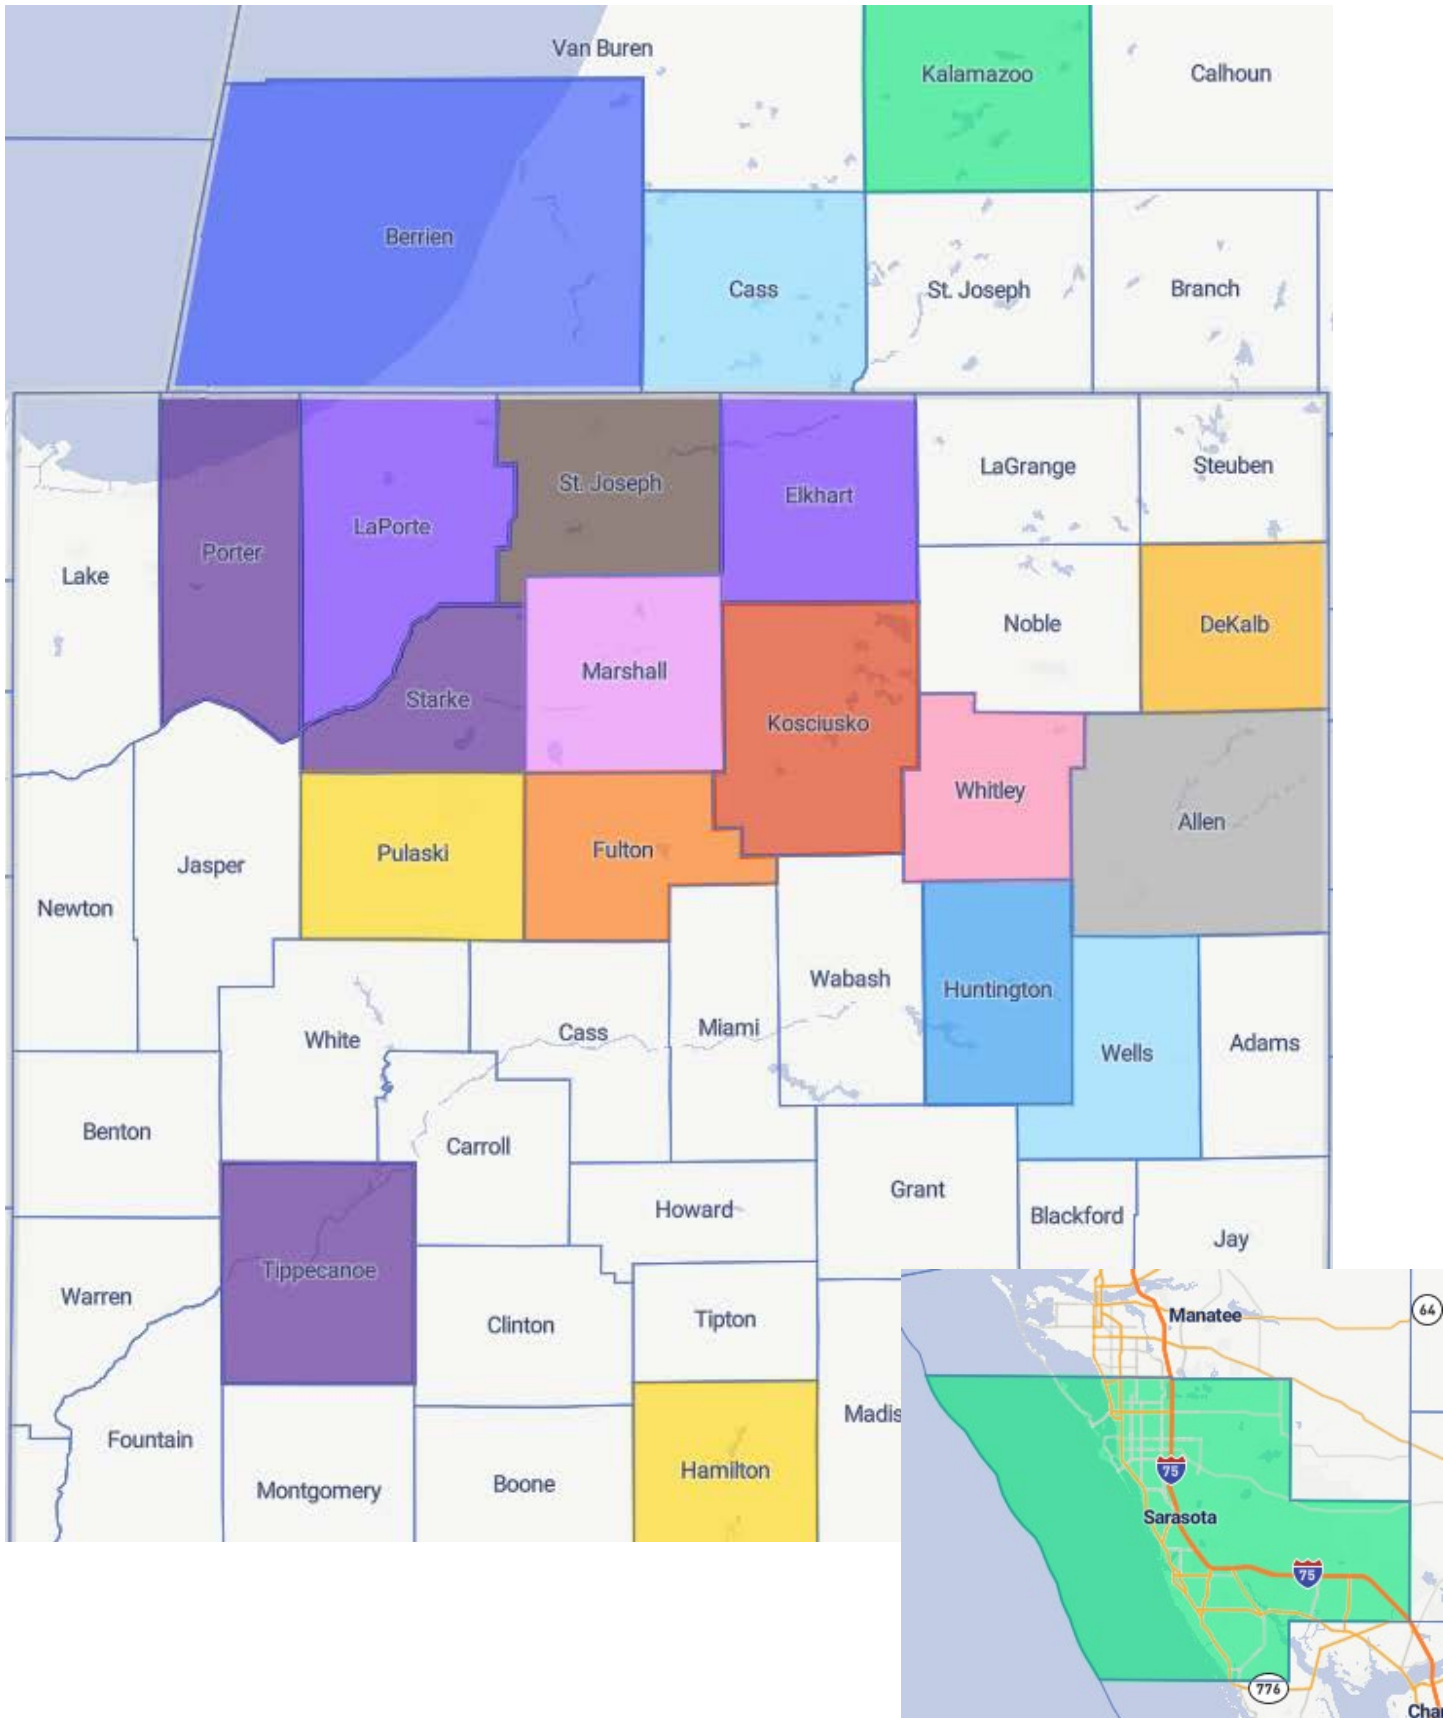 Van Buren
Kalamazoo
Calhoun
Berrien
Cass
St. Joseph
Branch
LaGrange
Steuben
St. Joseph
Elkhart
LaPorte
Porter
Lake
Noble
DeKalb
Marshall
Starke
Kosciusko
Whitley
Allen
Pulaski
Fulton
Jasper
Newton
Wabash
Huntington
White
Cass
Miami
Wells
Adams
Benton
Carroll
Grant
Howard
Blackford
Jay
Tippecanoe
Warren
Clinton
Tipton
Manatee
64
Madis
Fountain
Montgomery
Boone
Hamilton
75
Sarasota
75
776
Char